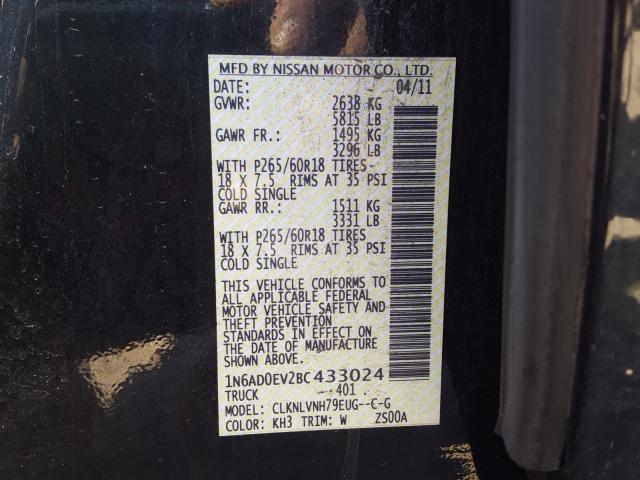 MFD BY NISSAN MOTOR CO., LTD.
DATE: 04/11
GVWR: 2638 KG
5815 LB
GAWR FR.: 1495 KG
3296 LB
WITH P265/60R18 TIRES
18 X 7.5 RIMS AT 35 PSI
COLD SINGLE
GAWR RR.: 1511 KG
3331 LB
WITH P265/60R18 TIRES
18 X 7.5 RIMS AT 35 PSI
COLD SINGLE
THIS VEHICLE CONFORMS TO
ALL APPLICABLE FEDERAL
MOTOR VEHICLE SAFETY AND
THEFT PREVENTION
STANDARDS IN EFFECT ON
THE DATE OF MANUFACTURE
SHOWN ABOVE.
1N6AD0EV2BC433024
TRUCK 401
MODEL: CLKNLVNH79EUG--C-G
COLOR: KH3 TRIM: W ZS00A